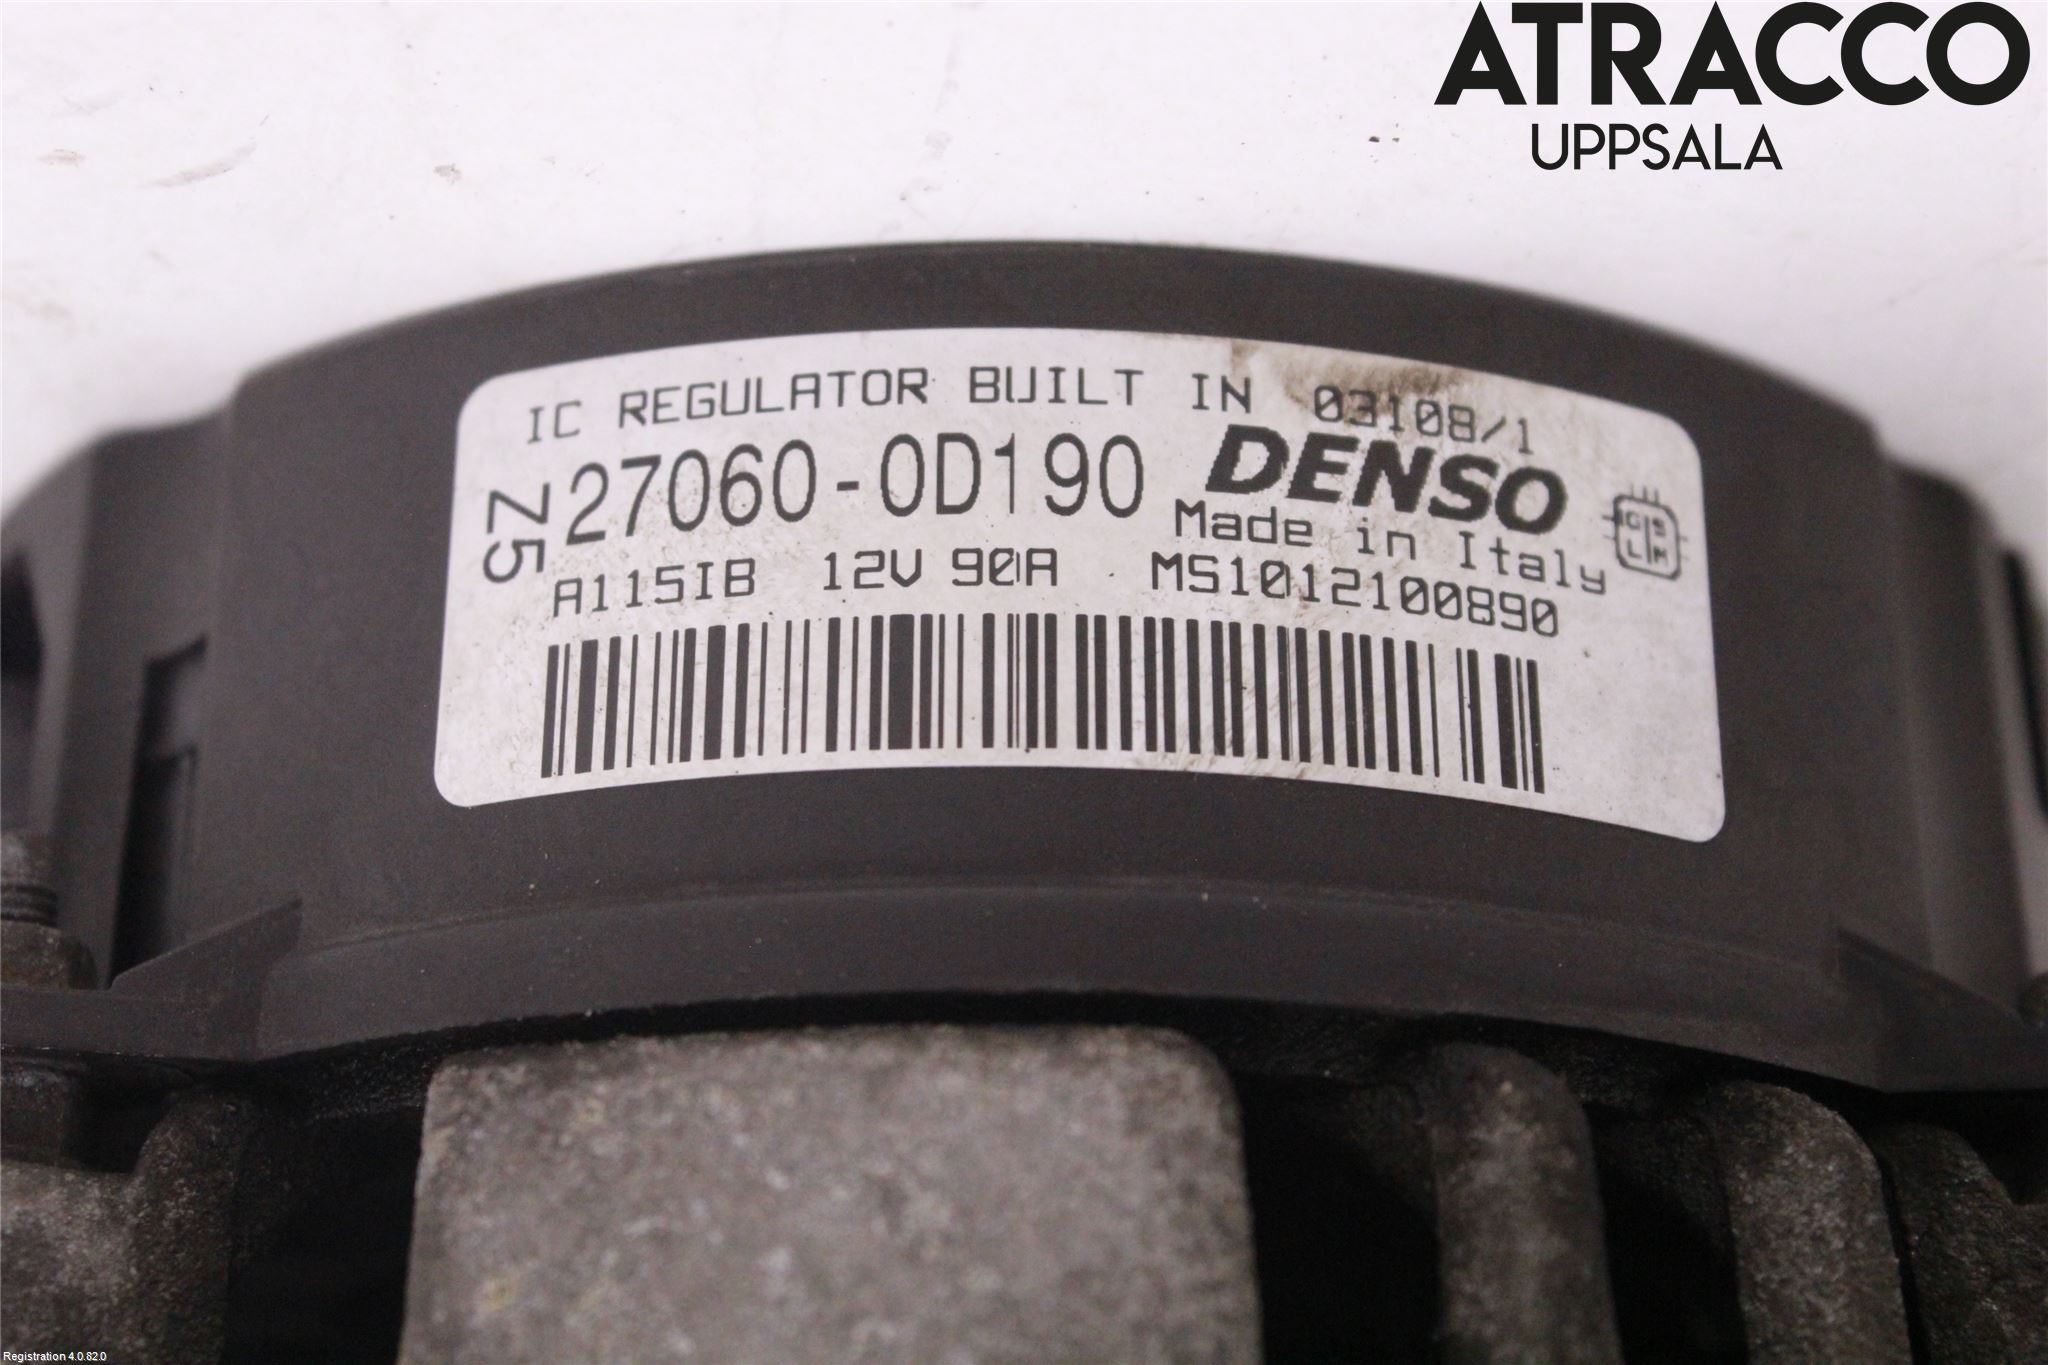 ATRACCO
UPPSALA
IC REGULATOR BUILT IN 03108/1
Z5 27060-0D190 DENSO
Made in Italy
A115IB 12V 90A MS1012100890
Registration 4.0.82.0